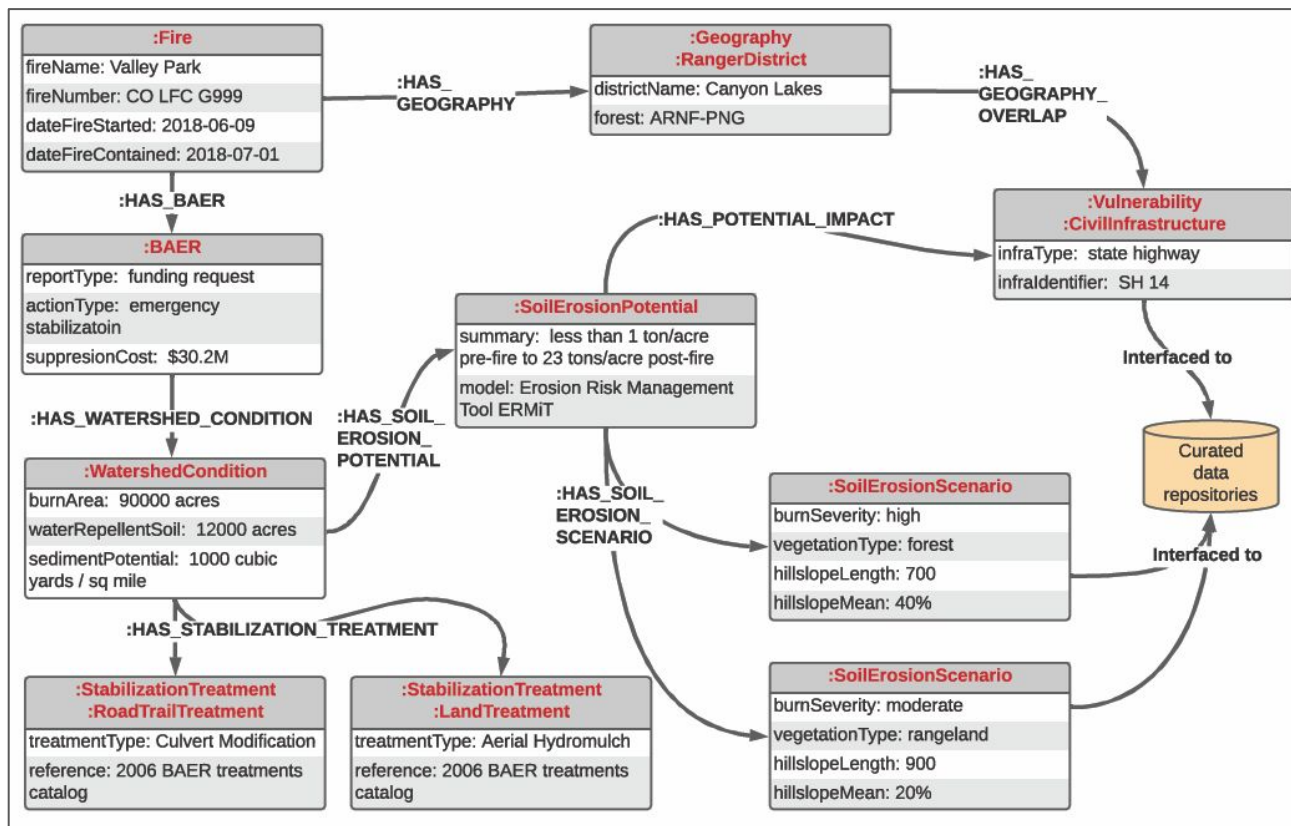 :Fire
fireName: Valley Park
fireNumber: CO LFC G999
dateFireStarted: 2018-06-09
dateFireContained: 2018-07-01
:HAS_
GEOGRAPHY
:Geography
:RangerDistrict
districtName: Canyon Lakes
forest: ARNF-PNG
:HAS_
GEOGRAPHY_
OVERLAP
:HAS_BAER
:BAER
reportType: funding request
actionType: emergency
stabilizatoin
suppresionCost: $30.2M
:HAS_POTENTIAL_IMPACT
:Vulnerability
:CivilInfrastructure
infraType: state highway
infraIdentifier: SH 14
:SoilErosionPotential
summary: less than 1 ton/acre
pre-fire to 23 tons/acre post-fire
model: Erosion Risk Management
Tool ERMiT
Interfaced to
:HAS_WATERSHED_CONDITION
:HAS_SOIL_
EROSION_
POTENTIAL
:WatershedCondition
burnArea: 90000 acres
waterRepellentSoil: 12000 acres
sedimentPotential: 1000 cubic
yards / sq mile
:HAS_SOIL_
EROSION_
SCENARIO
:SoilErosionScenario
burnSeverity: high
vegetationType: forest
hillslopeLength: 700
hillslopeMean: 40%
Curated
data
repositories
Interfaced to
:HAS_STABILIZATION_TREATMENT
:StabilizationTreatment
:RoadTrailTreatment
treatmentType: Culvert Modification
reference: 2006 BAER treatments
catalog
:StabilizationTreatment
:LandTreatment
treatmentType: Aerial Hydromulch
reference: 2006 BAER treatments
catalog
:SoilErosionScenario
burnSeverity: moderate
vegetationType: rangeland
hillslopeLength: 900
hillslopeMean: 20%